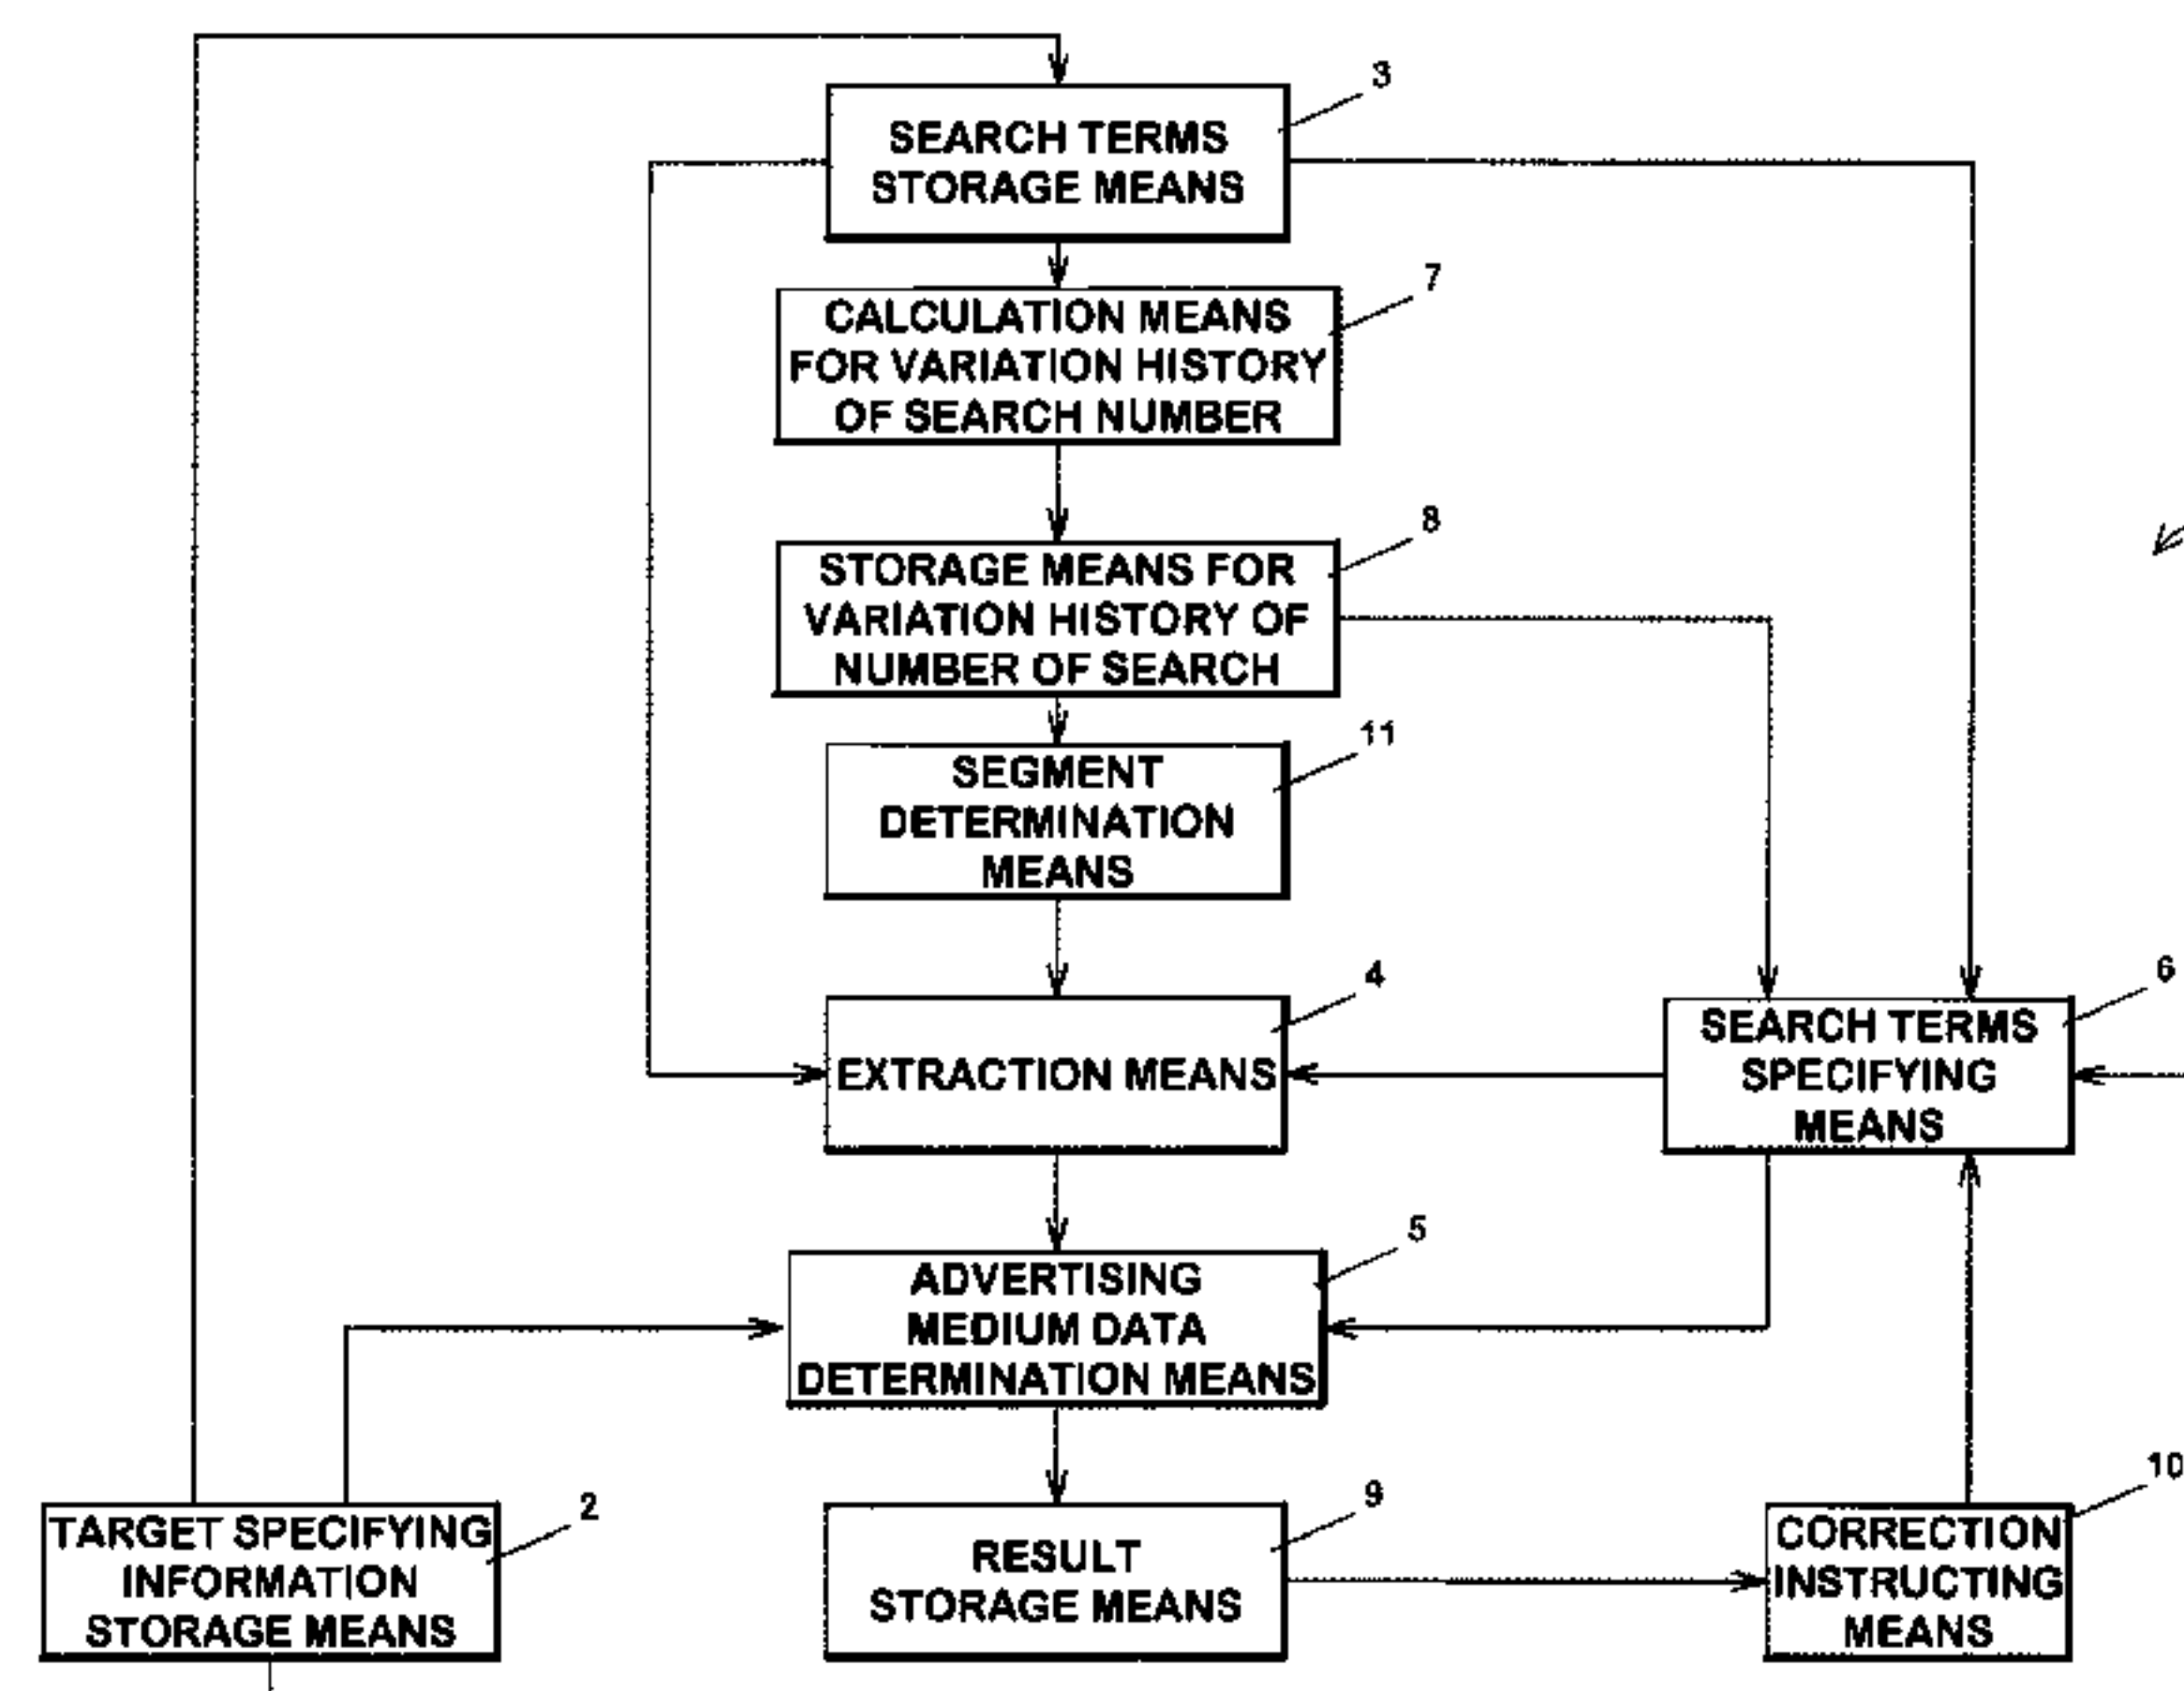 3
SEARCH TERMS
STORAGE MEANS
7
CALCULATION MEANS
FOR VARIATION HISTORY
OF SEARCH NUMBER
8
STORAGE MEANS FOR
VARIATION HISTORY OF
NUMBER OF SEARCH
11
SEGMENT
DETERMINATION
MEANS
4
EXTRACTION MEANS
6
SEARCH TERMS
SPECIFYING
MEANS
5
ADVERTISING
MEDIUM DATA
DETERMINATION MEANS
2
TARGET SPECIFYING
INFORMATION
STORAGE MEANS
9
RESULT
STORAGE MEANS
10
CORRECTION
INSTRUCTING
MEANS